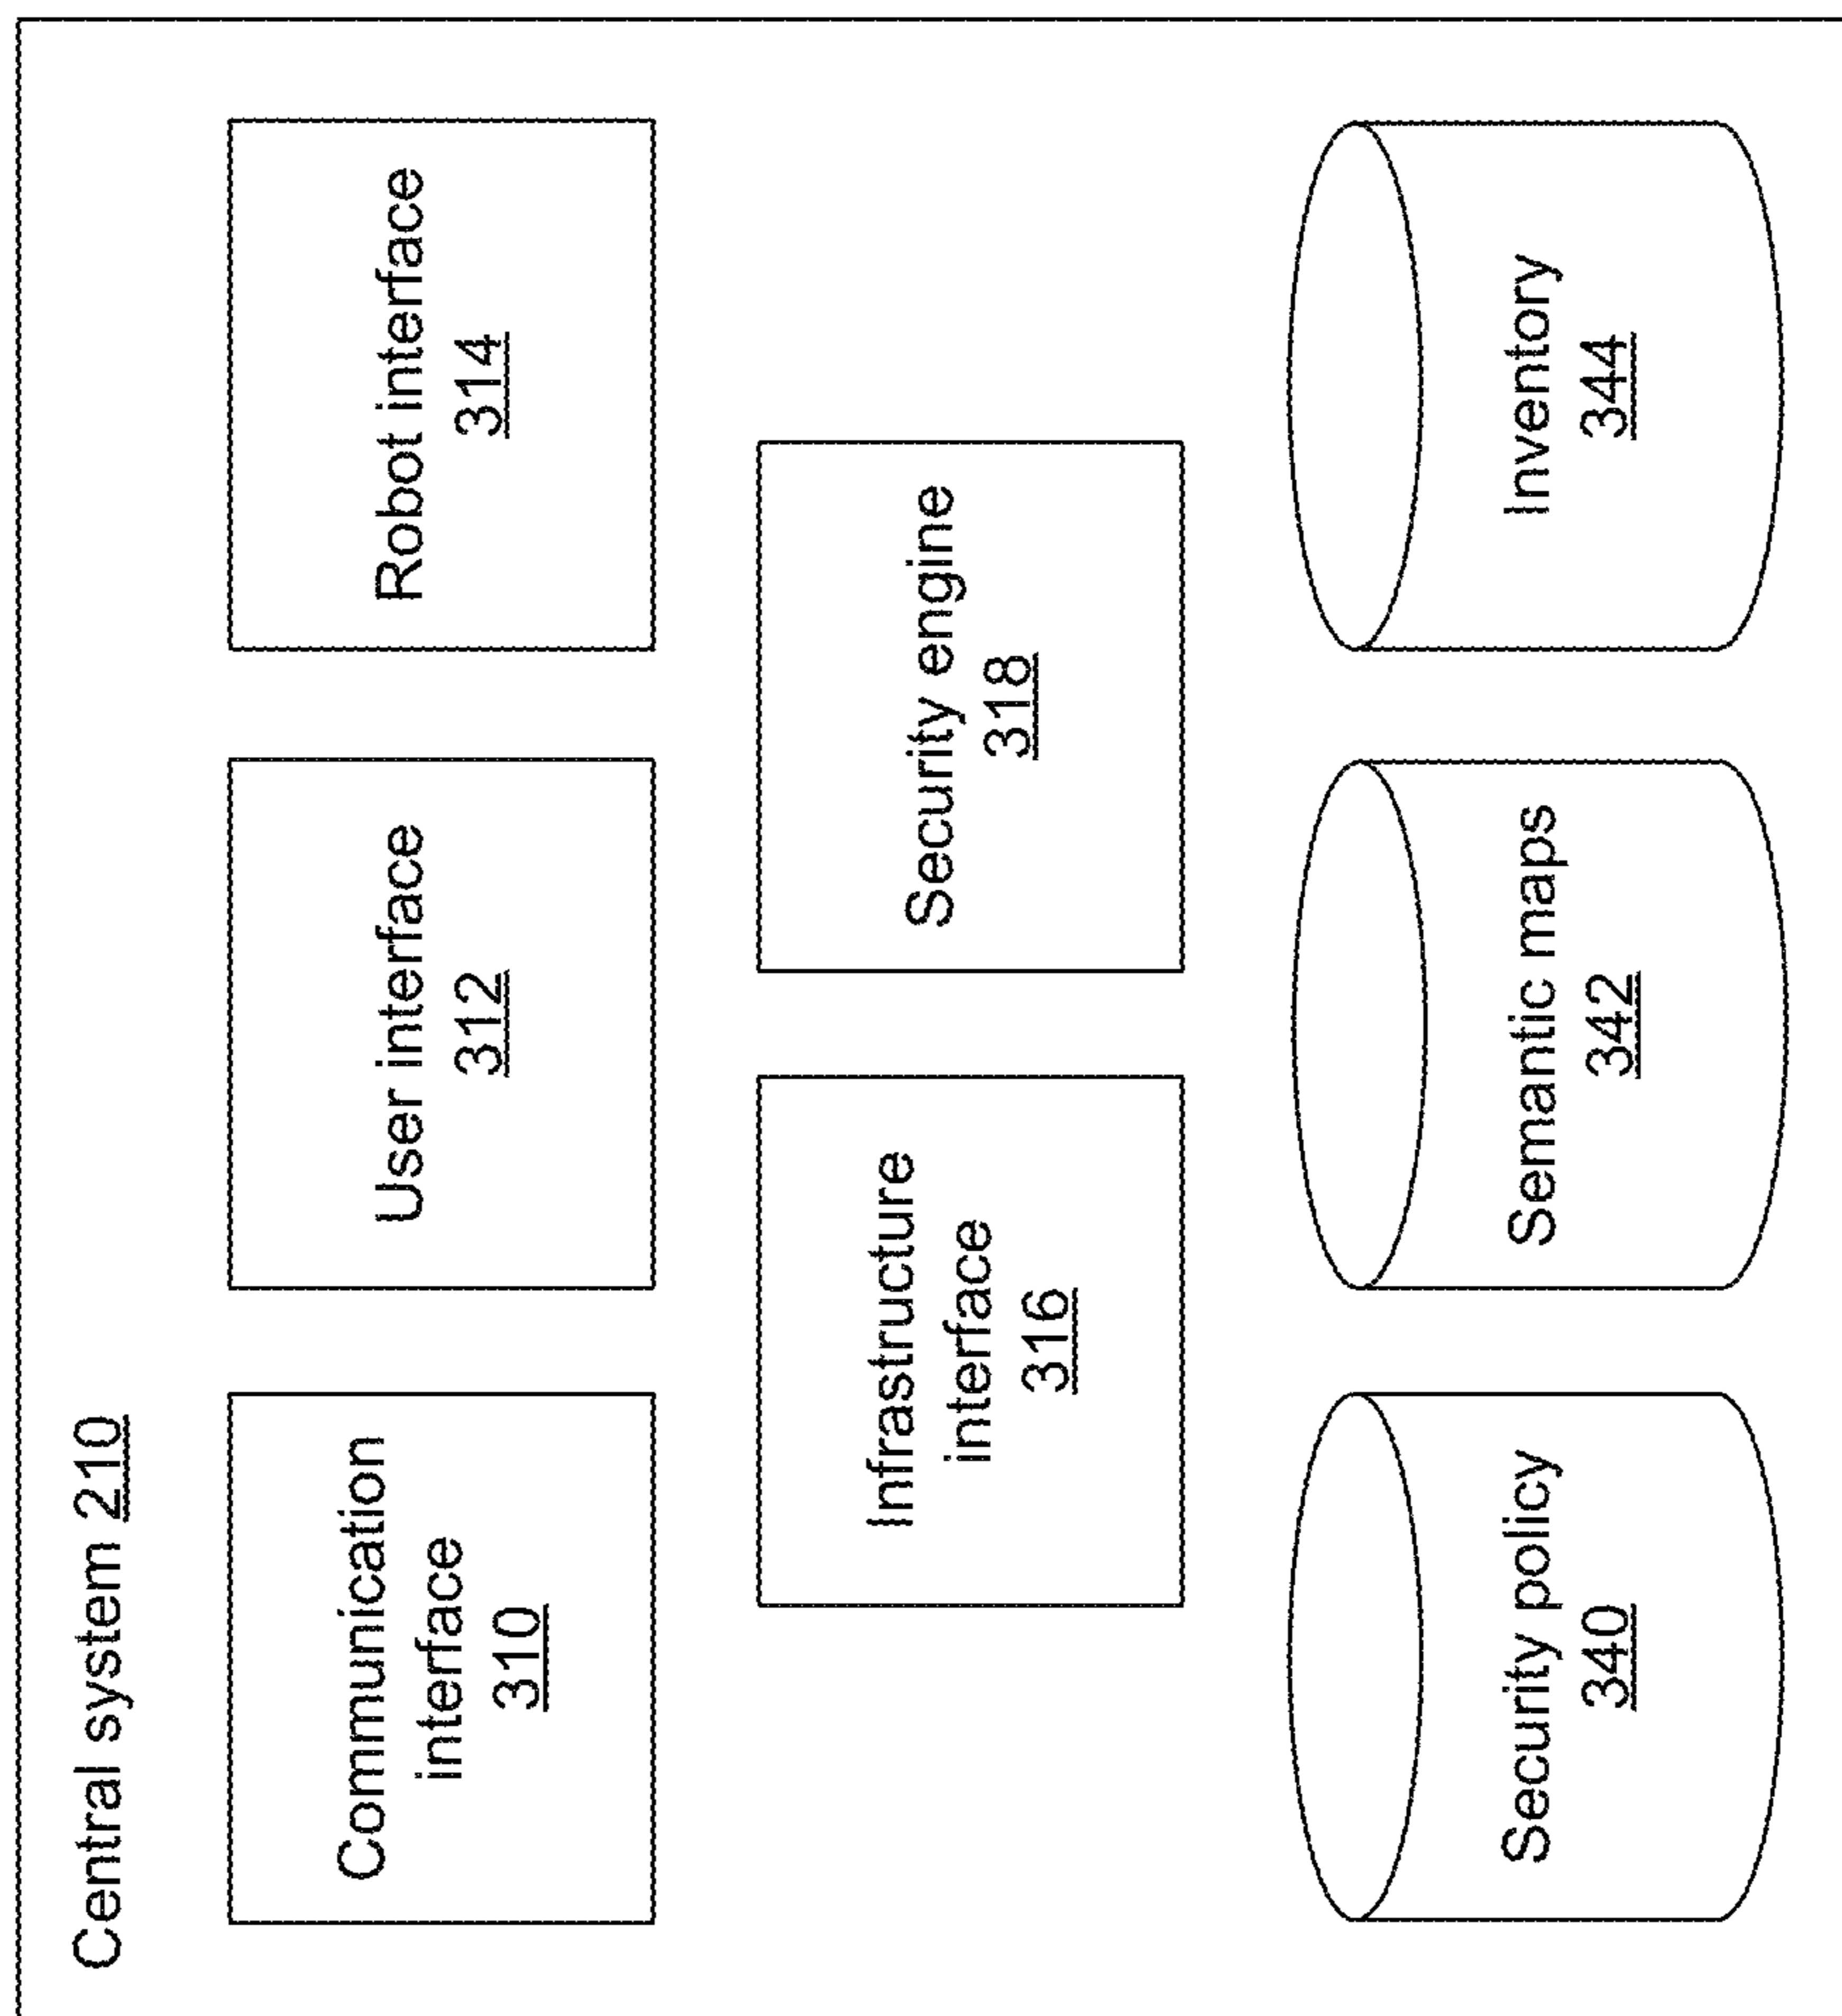 Central system 210
Communication
interface
310
User interface
312
Robot interface
314
Infrastructure
interface
316
Security engine
318
Security policy
340
Semantic maps
342
Inventory
344